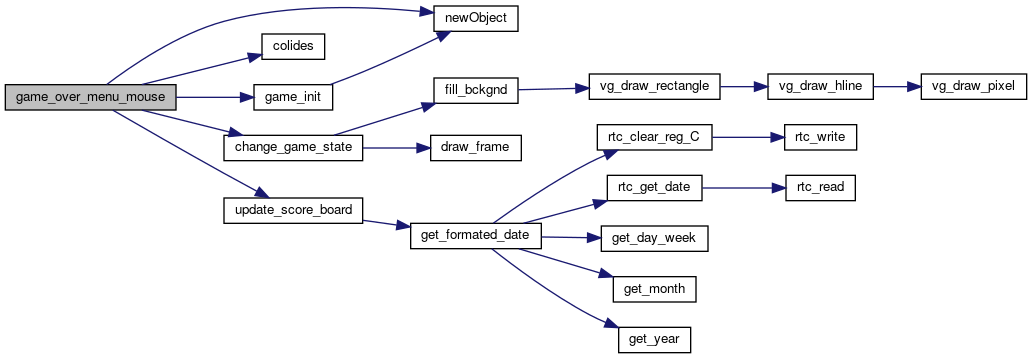 game_over_menu_mouse
newObject
colides
game_init
change_game_state
update_score_board
fill_bckgnd
draw_frame
get_formated_date
vg_draw_rectangle
vg_draw_hline
vg_draw_pixel
rtc_clear_reg_C
rtc_write
rtc_get_date
rtc_read
get_day_week
get_month
get_year